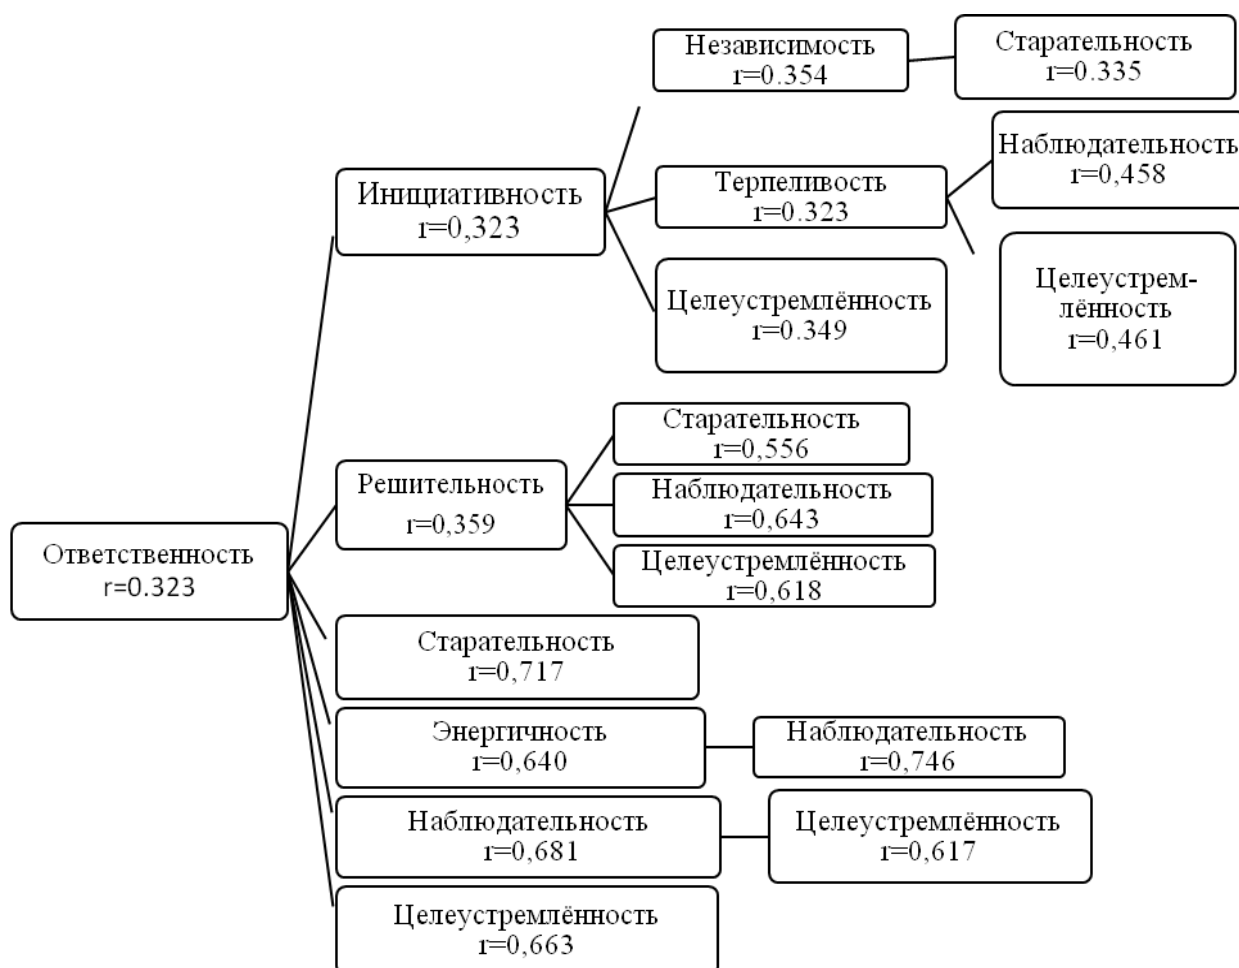 Независимость
r=0.354
Старательность
r=0.335
Инициативность
r=0,323
Терпеливость
r=0.323
Наблюдательность
r=0,458
Целеустремлённость
r=0.349
Целеустрем-
лённость
r=0,461
Ответственность
r=0.323
Решительность
r=0,359
Старательность
r=0,556
Наблюдательность
r=0,643
Целеустремлённость
r=0,618
Старательность
r=0,717
Энергичность
r=0,640
Наблюдательность
r=0,746
Наблюдательность
r=0,681
Целеустремлённость
r=0,617
Целеустремлённость
r=0,663